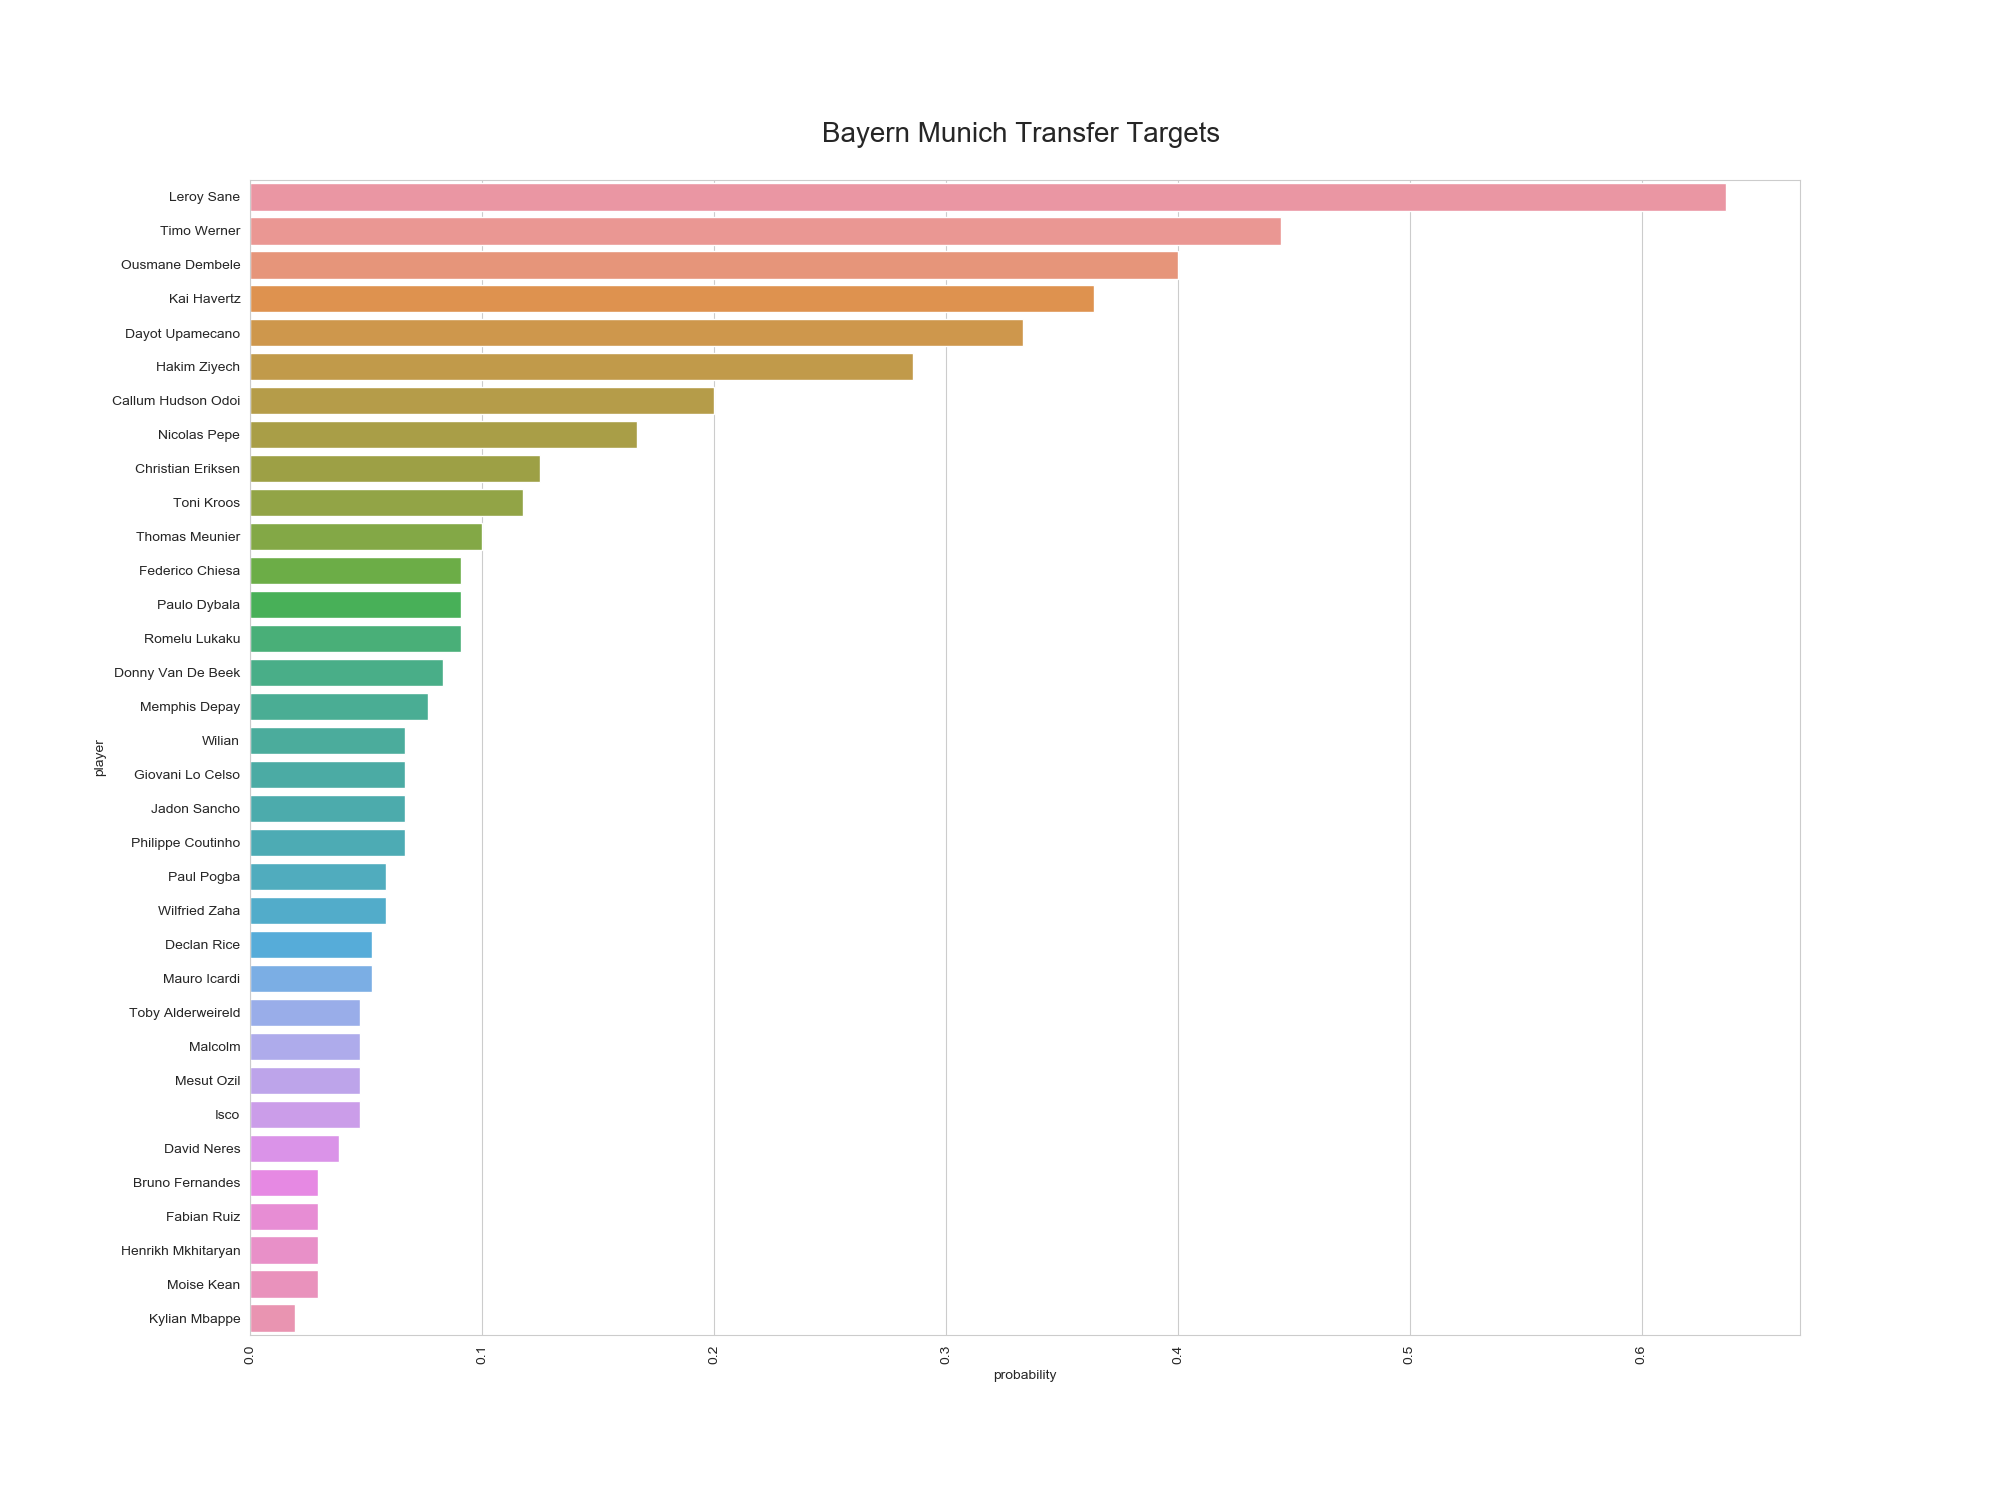 Bayern Munich Transfer Targets
Leroy Sane
Timo Werner
Ousmane Dembele
Kai Havertz
Dayot Upamecano
Hakim Ziyech
Callum Hudson Odoi
Nicolas Pepe
Christian Eriksen
Toni Kroos
Thomas Meunier
Federico Chiesa
Paulo Dybala
Romelu Lukaku
Donny Van De Beek
Memphis Depay
Wilian
Giovani Lo Celso
Jadon Sancho
Philippe Coutinho
Paul Pogba
Wilfried Zaha
Declan Rice
Mauro Icardi
Toby Alderweireld
Malcolm
Mesut Ozil
Isco
David Neres
Bruno Fernandes
Fabian Ruiz
Henrikh Mkhitaryan
Moise Kean
Kylian Mbappe
player
0.0 0.1 0.2 0.3 0.4 0.5 0.6
probability